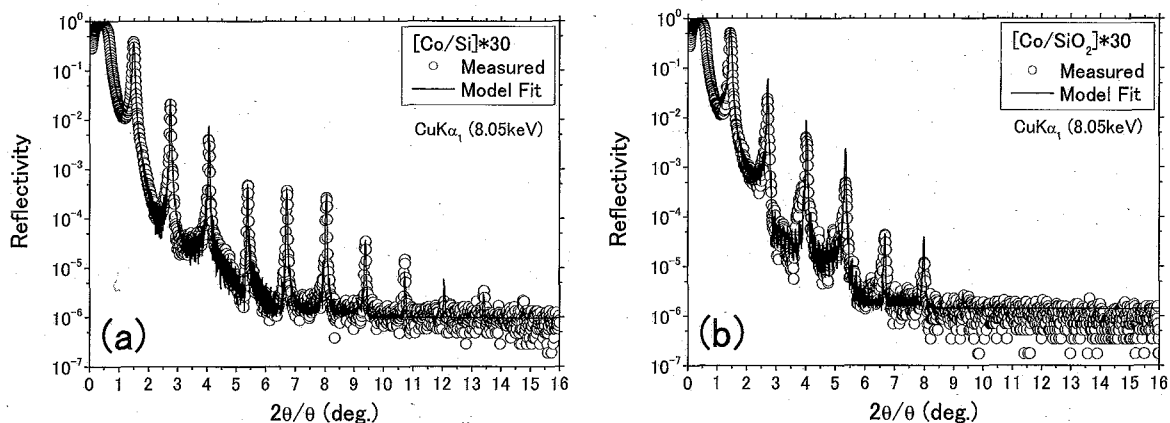 10⁰
10⁻¹
10⁻²
10⁻³
10⁻⁴
10⁻⁵
10⁻⁶
10⁻⁷
Reflectivity
[Co/Si]*30
Measured
Model Fit
CuKα₁ (8.05keV)
(a)
0 1 2 3 4 5 6 7 8 9 10 11 12 13 14 15 16
2θ/θ (deg.)
10⁰
10⁻¹
10⁻²
10⁻³
10⁻⁴
10⁻⁵
10⁻⁶
10⁻⁷
Reflectivity
[Co/SiO₂]*30
Measured
Model Fit
CuKα₁ (8.05keV)
(b)
0 1 2 3 4 5 6 7 8 9 10 11 12 13 14 15 16
2θ/θ (deg.)